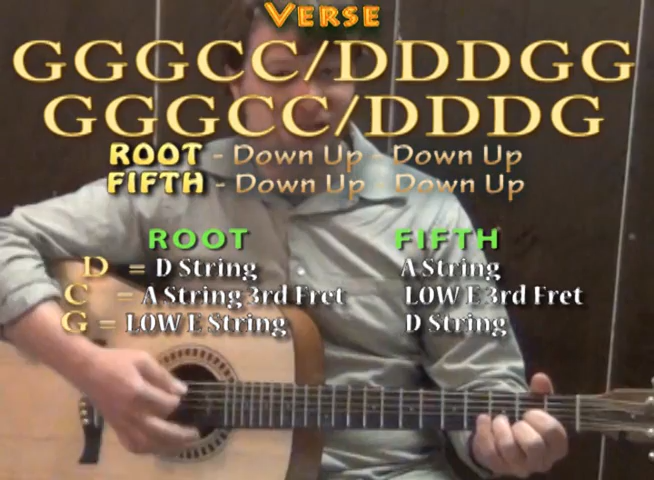 VERSE
GGGCC/DDDGG
GGGCC/DDDG
ROOT - Down Up - Down Up
FIFTH - Down Up - Down Up
ROOT FIFTH
D = D String A String
C = A String 3rd Fret LOW E 3rd Fret
G = LOW E String D String